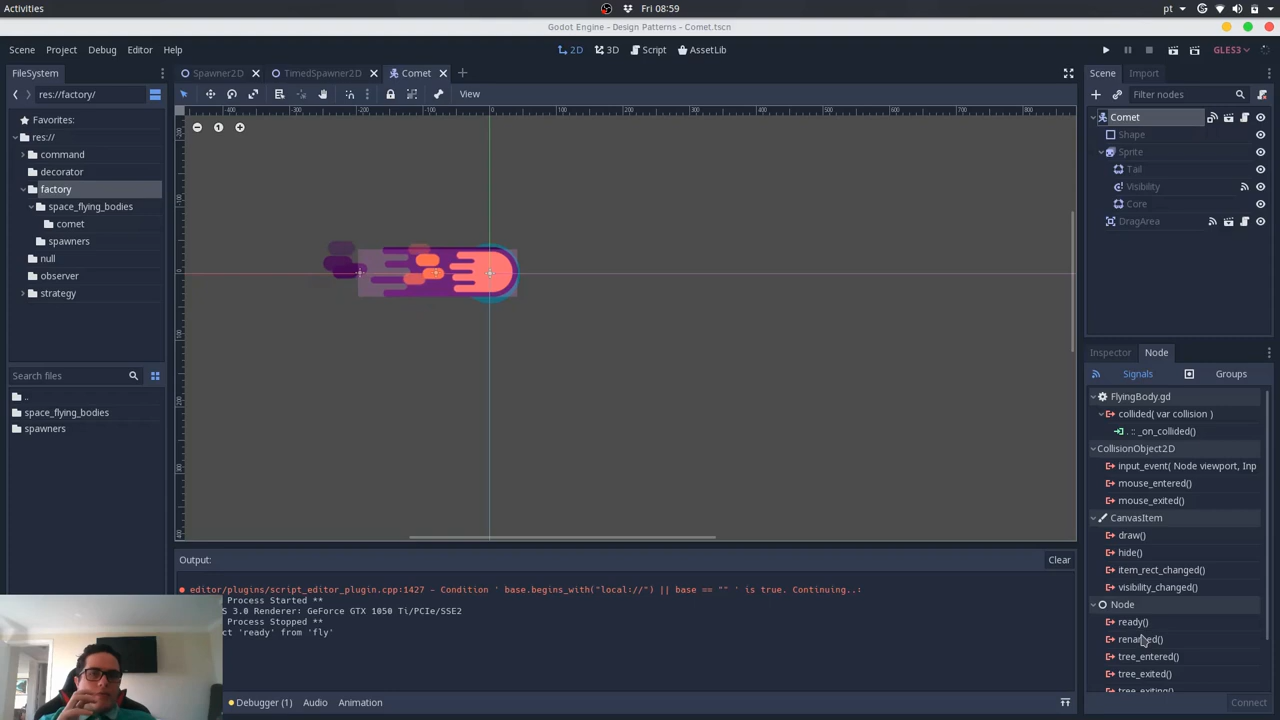 Activities
Fri 08:59
pt
Godot Engine - Design Patterns - Comet.tscn
Scene Project Debug Editor Help
2D 3D Script AssetLib
GLES3
FileSystem
Spawner2D TimedSpawner2D Comet
Scene Import
res://factory/
View
Filter nodes
Favorites:
res://
command
decorator
factory
space_flying_bodies
comet
spawners
null
observer
strategy
Search files
..
space_flying_bodies
spawners
Comet
Shape
Sprite
Tail
Visibility
Core
DragArea
Inspector Node
Signals Groups
FlyingBody.gd
collided( var collision )
. :: _on_collided()
CollisionObject2D
input_event( Node viewport, Inp
mouse_entered()
mouse_exited()
CanvasItem
draw()
hide()
item_rect_changed()
visibility_changed()
Node
ready()
renamed()
tree_entered()
tree_exited()
tree_exiting()
Connect
Output:
Clear
editor/plugins/script_editor_plugin.cpp:1427 - Condition ' base.begins_with("local://") || base == "" ' is true. Continuing..:
Process Started **
S 3.0 Renderer: GeForce GTX 1050 Ti/PCIe/SSE2
Process Stopped **
ct 'ready' from 'fly'
Debugger (1) Audio Animation